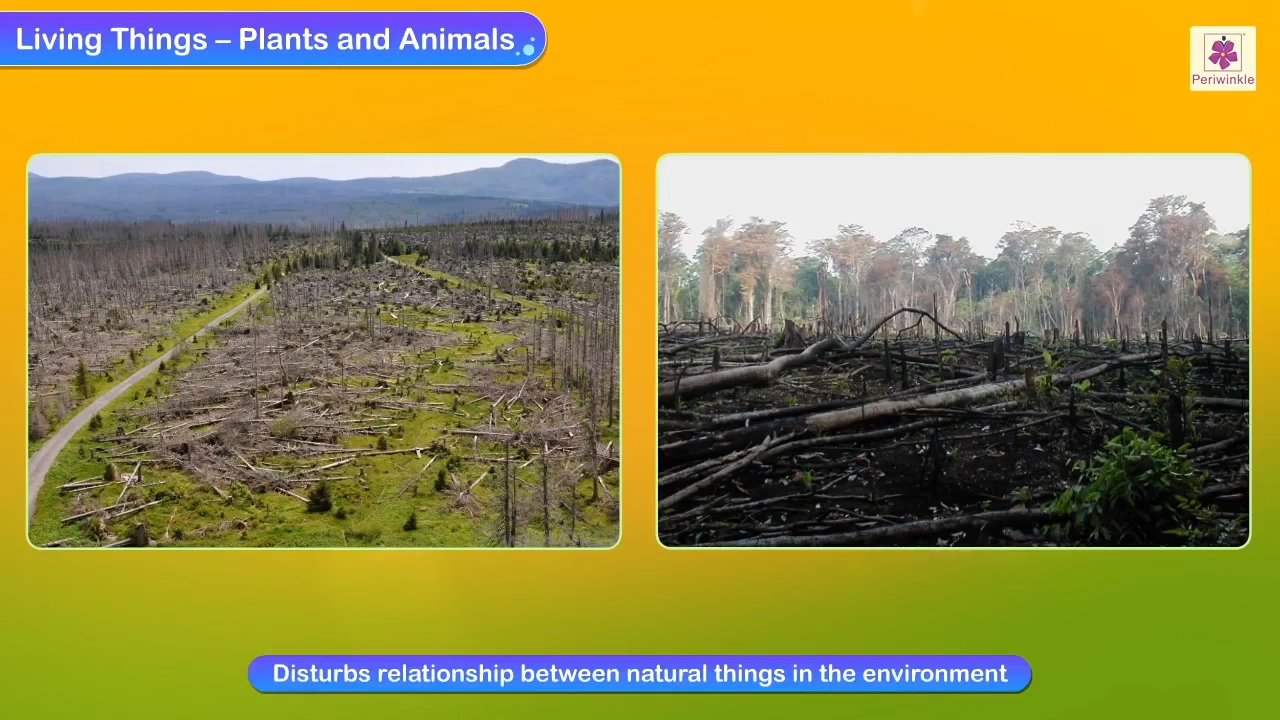 Living Things – Plants and Animals
Periwinkle
Disturbs relationship between natural things in the environment